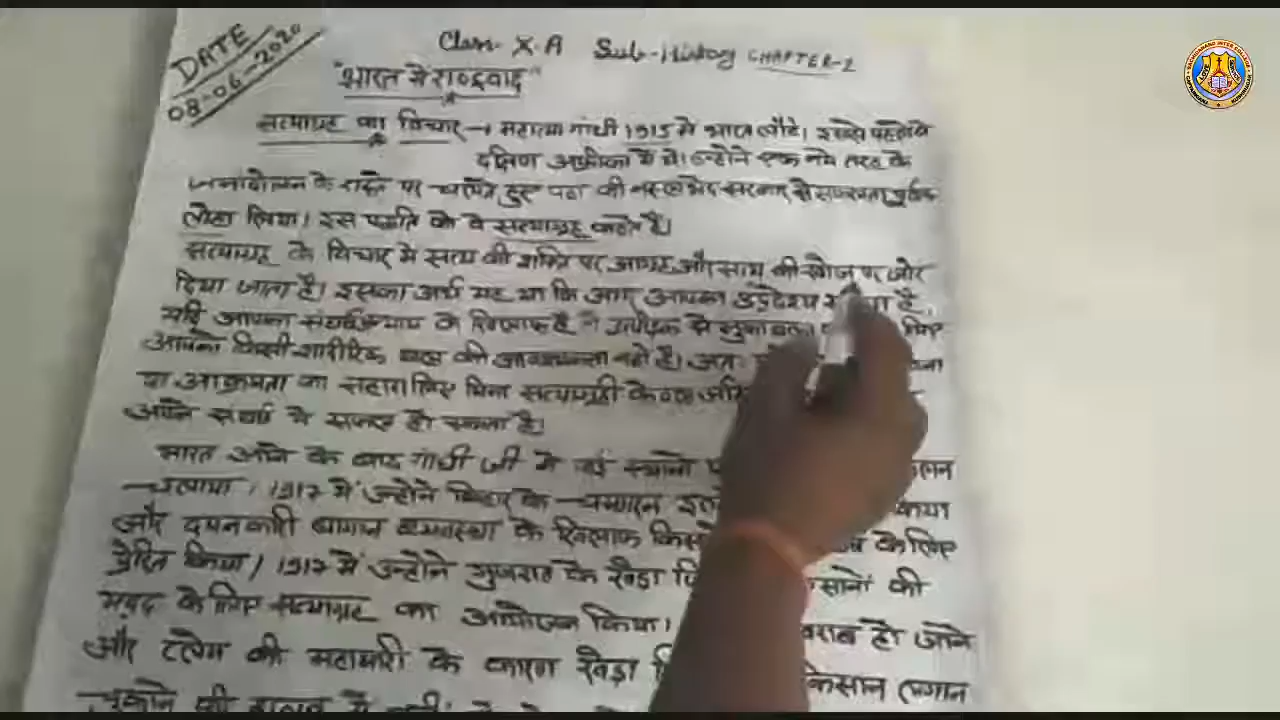 DATE
08-06-2020
Class- X-A Sub-History CHAPTER-2
"भारत में राष्ट्रवाद"
सत्याग्रह का विचार → महात्मा गांधी 1915 में भारत लौटे। इससे पहले वे
दक्षिण अफ्रीका में थे। उन्होंने एक नये तरह के
जनांदोलन के रास्ते पर चलते हुए वहां की नस्लभेद सरकार से सफलता पूर्वक
लोहा लिया। इस पद्धति को वे सत्याग्रह कहते हैं।
सत्याग्रह के विचार में सत्य की शक्ति पर आग्रह और सत्य की खोज पर जोर
दिया जाता है। इसका अर्थ यह था कि अगर आपका उद्देश्य है,
यदि आपका संघर्ष अन्याय के खिलाफ है तो उत्पीड़क से मुकाबला लिए
आपको किसी शारीरिक बल की आवश्यकता नहीं है। अतः
या आक्रमता का सहारा लिए बिना सत्याग्रही केवल
अपने संघर्ष में सफल हो सकता है।
भारत आने के बाद गांधी जी ने कई स्थानों
चलाया। 1917 में उन्होंने बिहार के चम्पारन
और दमनकारी बागान व्यवस्था के खिलाफ के लिए
प्रेरित किया। 1917 में उन्होंने गुजरात के खेड़ा की
मदद के लिए सत्याग्रह का आयोजन किया। हो जाने
और प्लेग की महामारी के कारण खेड़ा लगान
चुकाने की हालत में